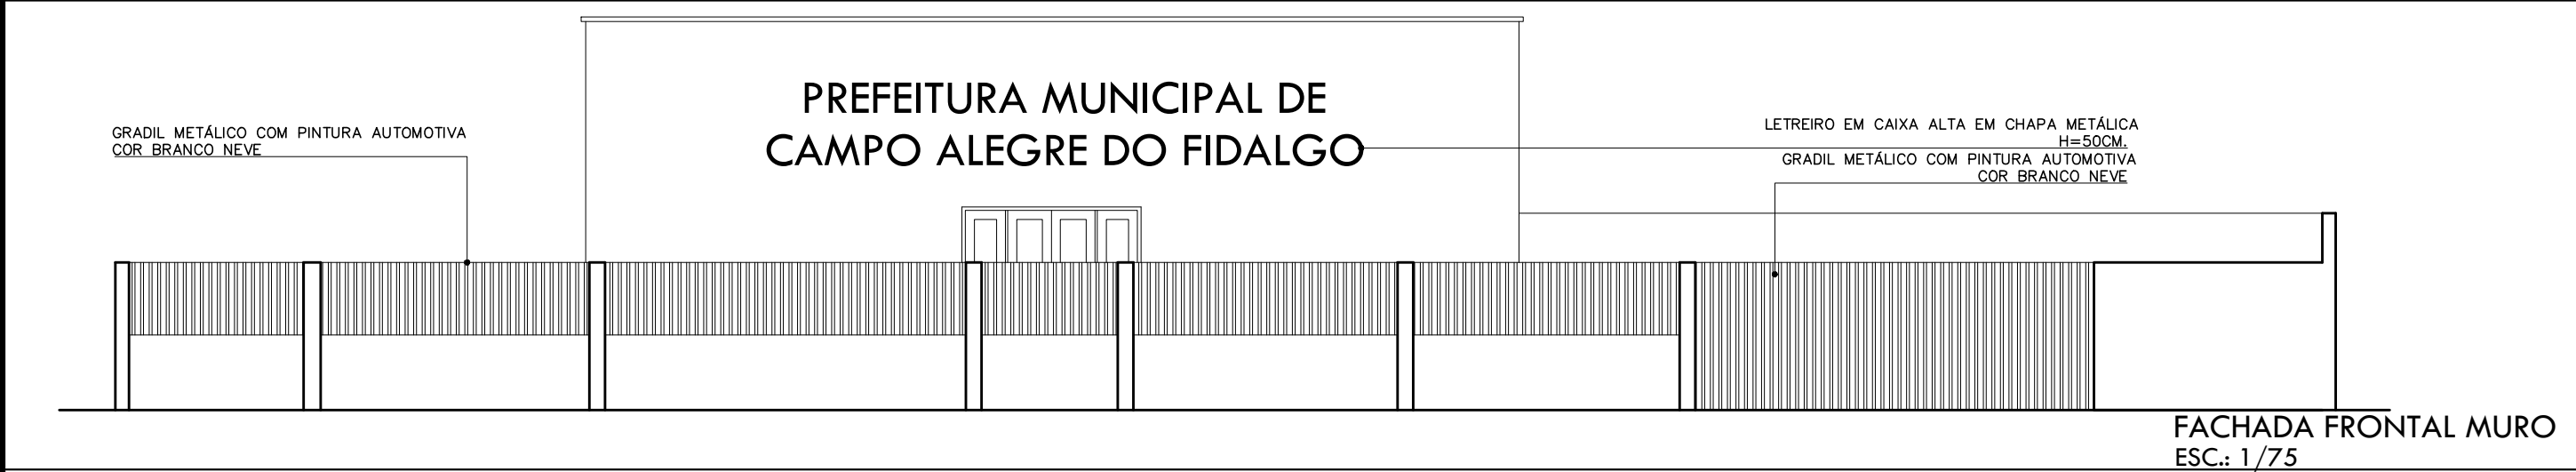 PREFEITURA MUNICIPAL DE
CAMPO ALEGRE DO FIDALGO
GRADIL METÁLICO COM PINTURA AUTOMOTIVA
COR BRANCO NEVE
LETREIRO EM CAIXA ALTA EM CHAPA METÁLICA
H=50CM.
GRADIL METÁLICO COM PINTURA AUTOMOTIVA
COR BRANCO NEVE
FACHADA FRONTAL MURO
ESC.: 1/75